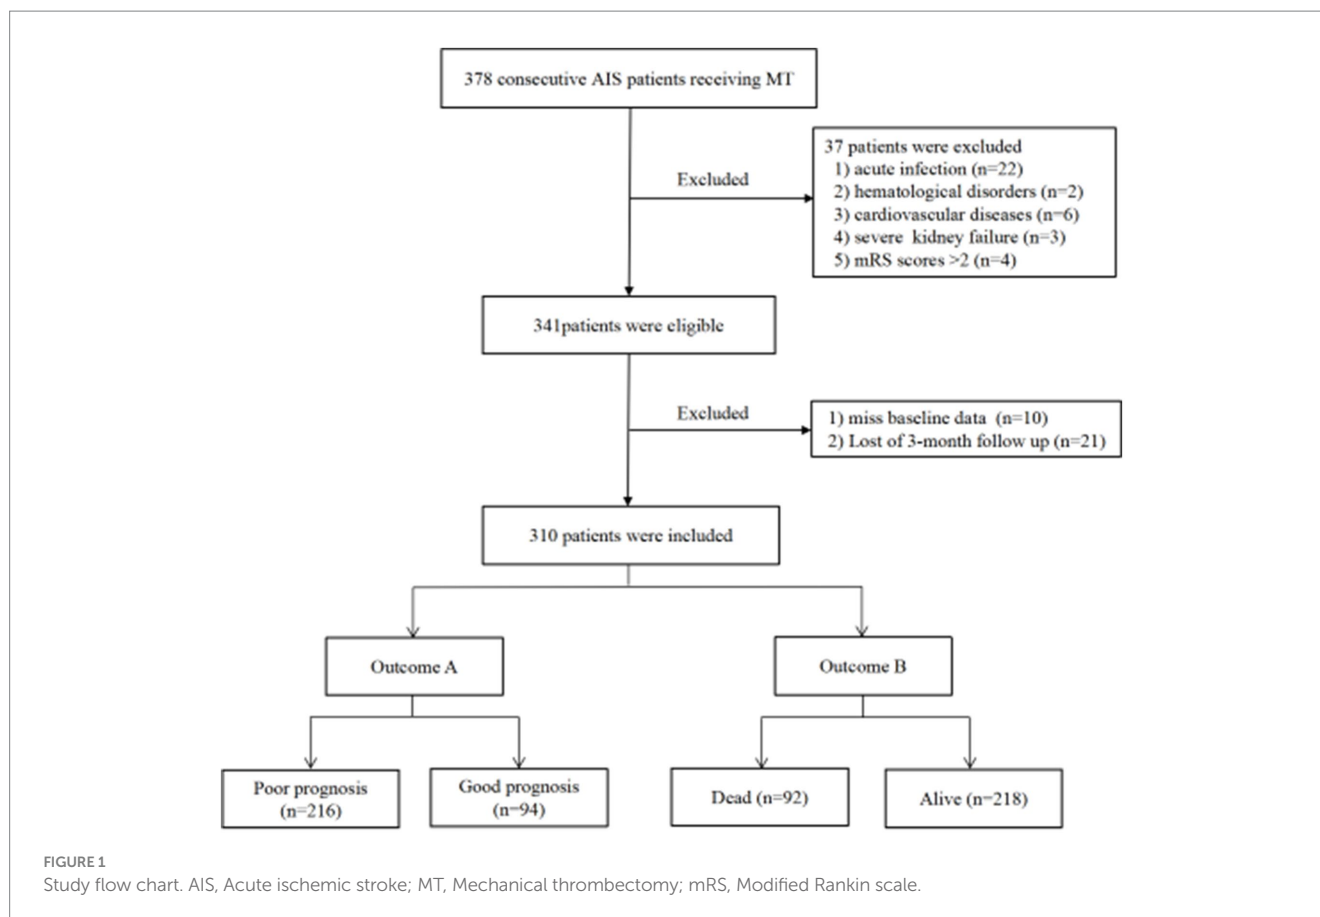 378 consecutive AIS patients receiving MT
Excluded
37 patients were excluded
1) acute infection (n=22)
2) hematological disorders (n=2)
3) cardiovascular diseases (n=6)
4) severe kidney failure (n=3)
5) mRS scores >2 (n=4)
341patients were eligible
Excluded
1) miss baseline data (n=10)
2) Lost of 3-month follow up (n=21)
310 patients were included
Outcome A
Outcome B
Poor prognosis
(n=216)
Good prognosis
(n=94)
Dead (n=92)
Alive (n=218)
FIGURE 1
Study flow chart. AIS, Acute ischemic stroke; MT, Mechanical thrombectomy; mRS, Modified Rankin scale.